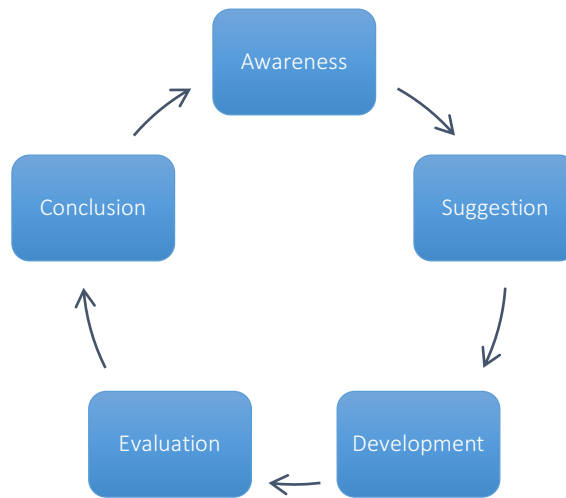 Awareness
Suggestion
Development
Evaluation
Conclusion